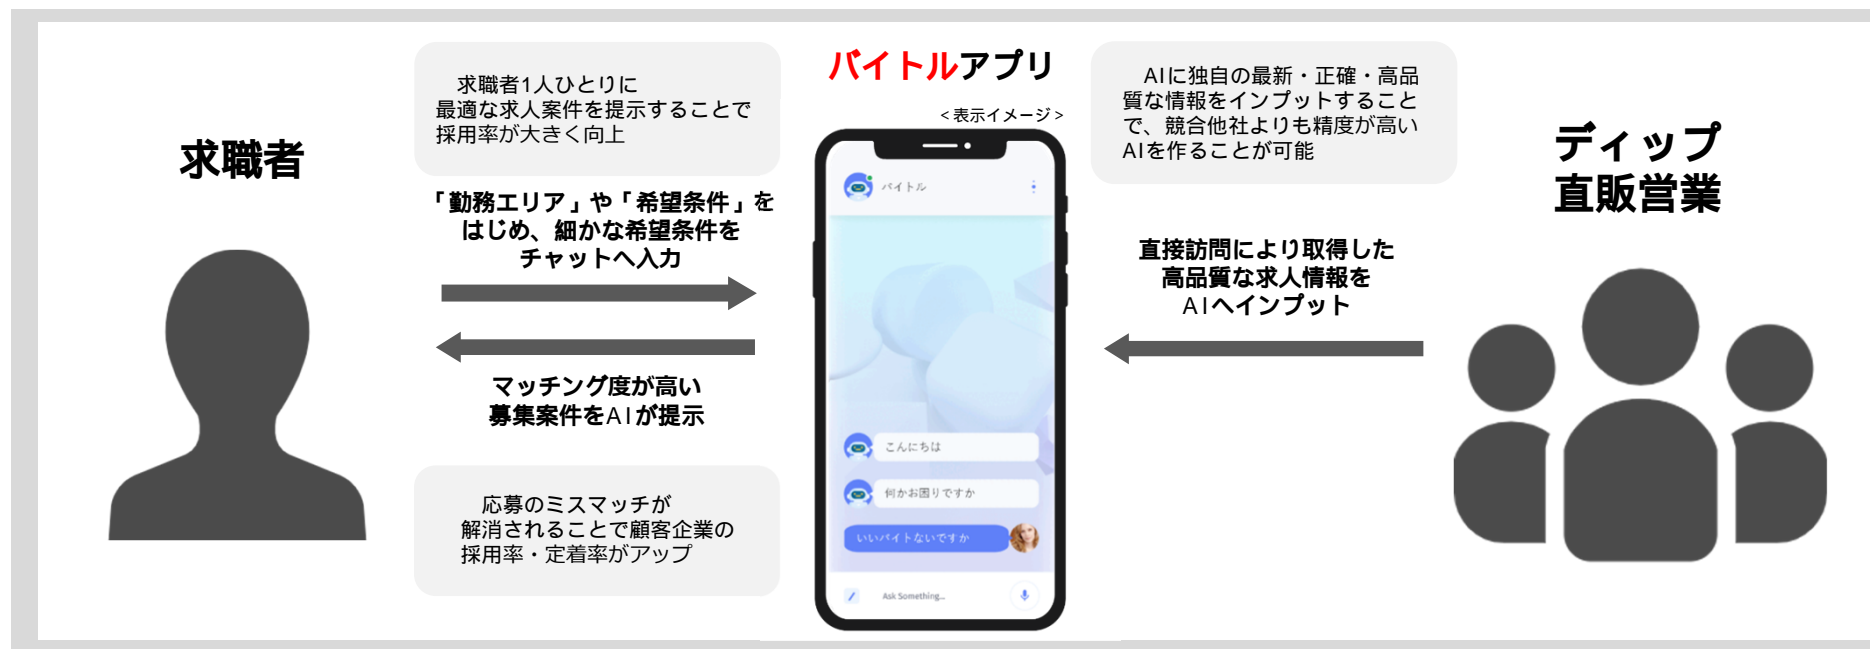 求職者
求職者1人ひとりに
最適な求人案件を提示することで
採用率が大きく向上
「勤務エリア」や「希望条件」を
はじめ、細かな希望条件を
チャットへ入力
マッチング度が高い
募集案件をAIが提示
応募のミスマッチが
解消されることで顧客企業の
採用率・定着率がアップ
バイトルアプリ
<表示イメージ>
バイトル
こんにちは
何かお困りですか
いいバイトないですか
Ask Something...
AIに独自の最新・正確・高品
質な情報をインプットすること
で、競合他社よりも精度が高い
AIを作ることが可能
直接訪問により取得した
高品質な求人情報を
AIへインプット
ディップ
直販営業